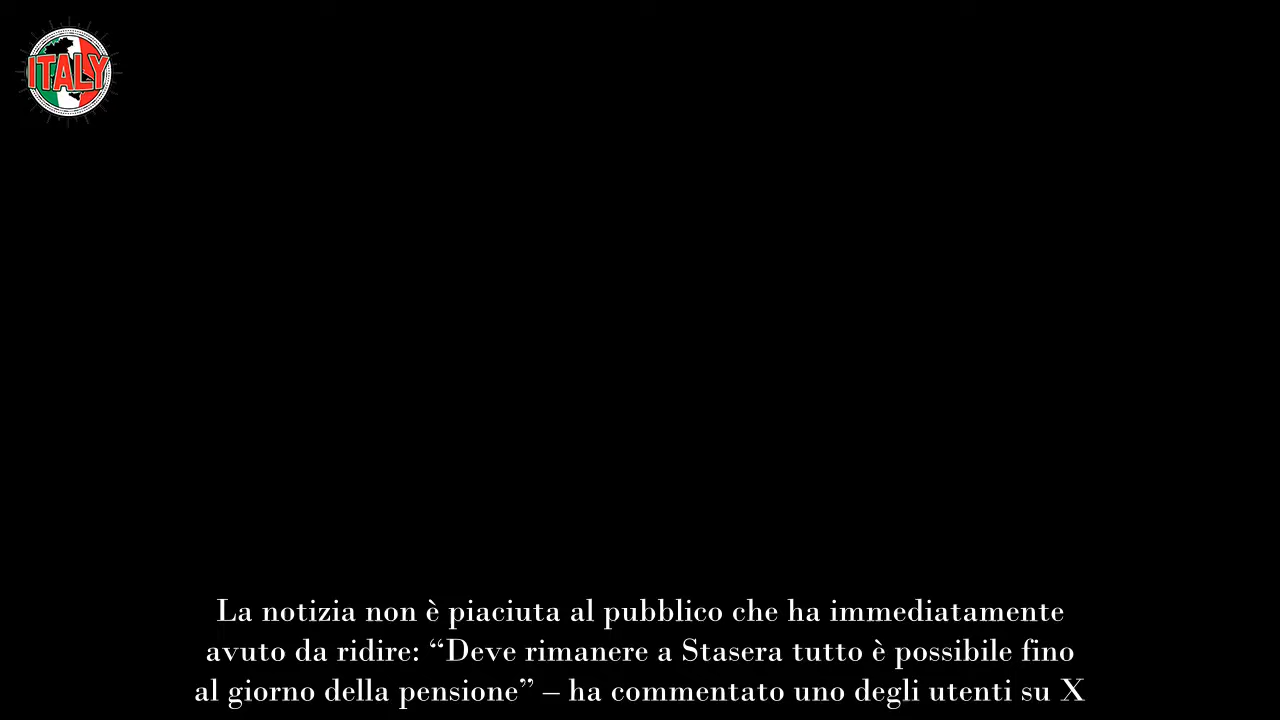 ITALY
La notizia non è piaciuta al pubblico che ha immediatamente
avuto da ridire: “Deve rimanere a Stasera tutto è possibile fino
al giorno della pensione” – ha commentato uno degli utenti su X